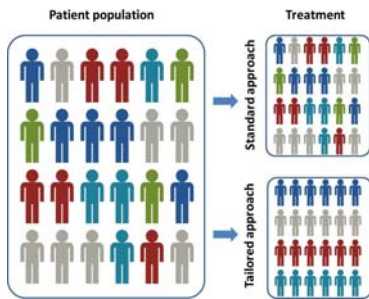 Patient population
Treatment
Standard approach
Tailored approach